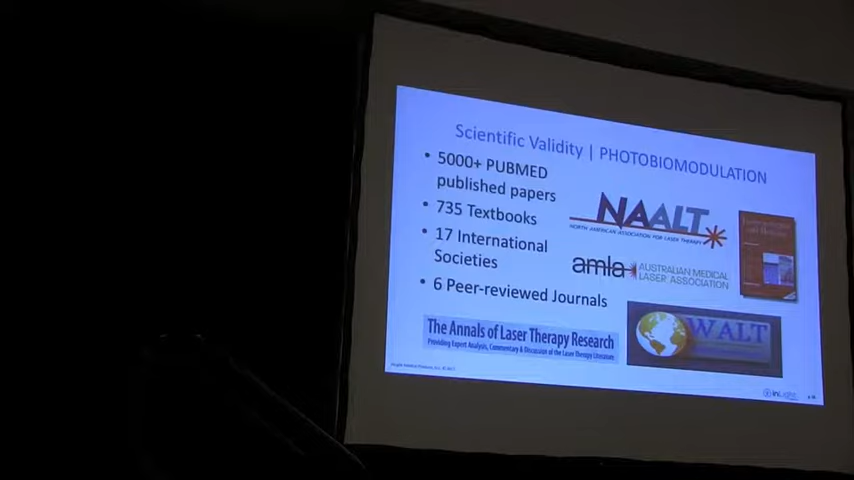 Scientific Validity | PHOTOBIOMODULATION
• 5000+ PUBMED
published papers
• 735 Textbooks
• 17 International
Societies
• 6 Peer-reviewed Journals
The Annals of Laser Therapy Research
Providing Expert Analysis, Commentary & Discussion of the Laser Therapy Literature
NAALT
NORTH AMERICAN ASSOCIATION FOR LASER THERAPY
amla
AUSTRALIAN MEDICAL
LASER ASSOCIATION
WALT